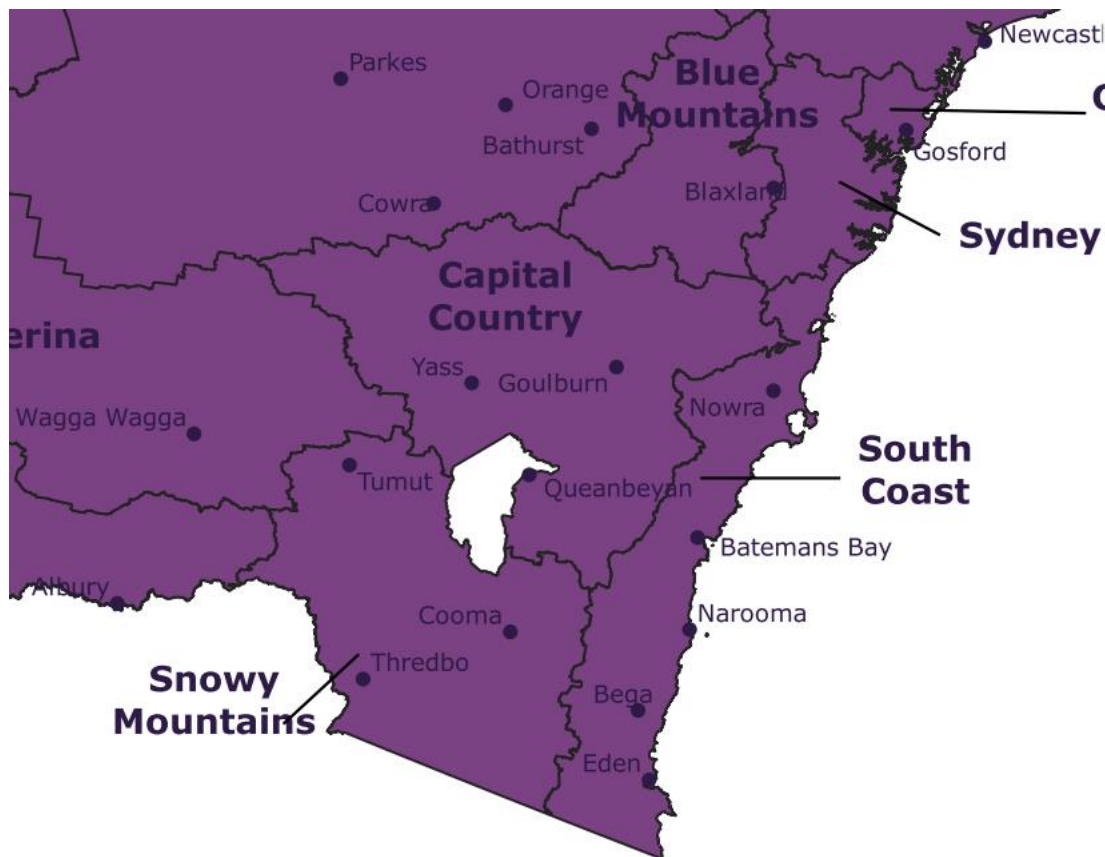 Newcastl
Parkes
Blue
Mountains
Orange
Bathurst
Gosford
Blaxland
Cowra
Sydney
Capital
Country
erina
Yass
Goulburn
Nowra
Wagga Wagga
South
Coast
Tumut
Queanbeyan
Batemans Bay
Albury
Cooma
Narooma
Thredbo
Snowy
Mountains
Bega
Eden